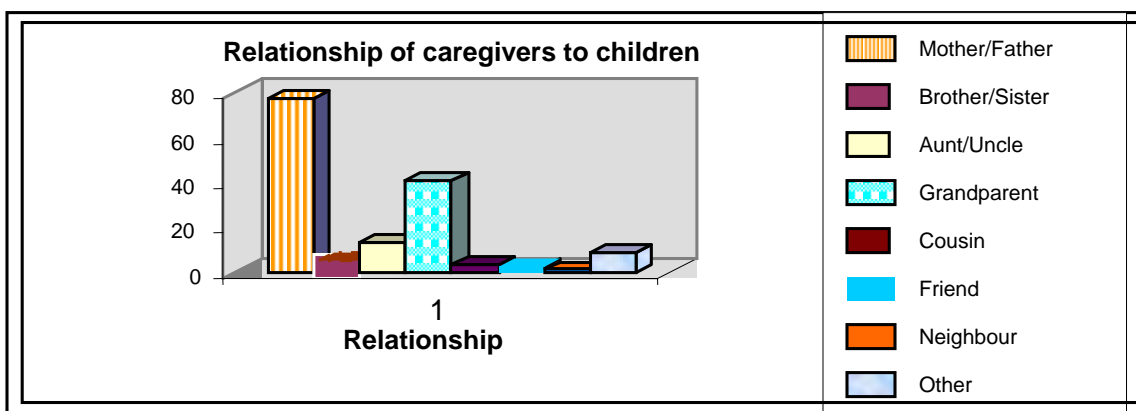 Relationship of caregivers to children
80
60
40
20
0
1
Relationship
Mother/Father
Brother/Sister
Aunt/Uncle
Grandparent
Cousin
Friend
Neighbour
Other